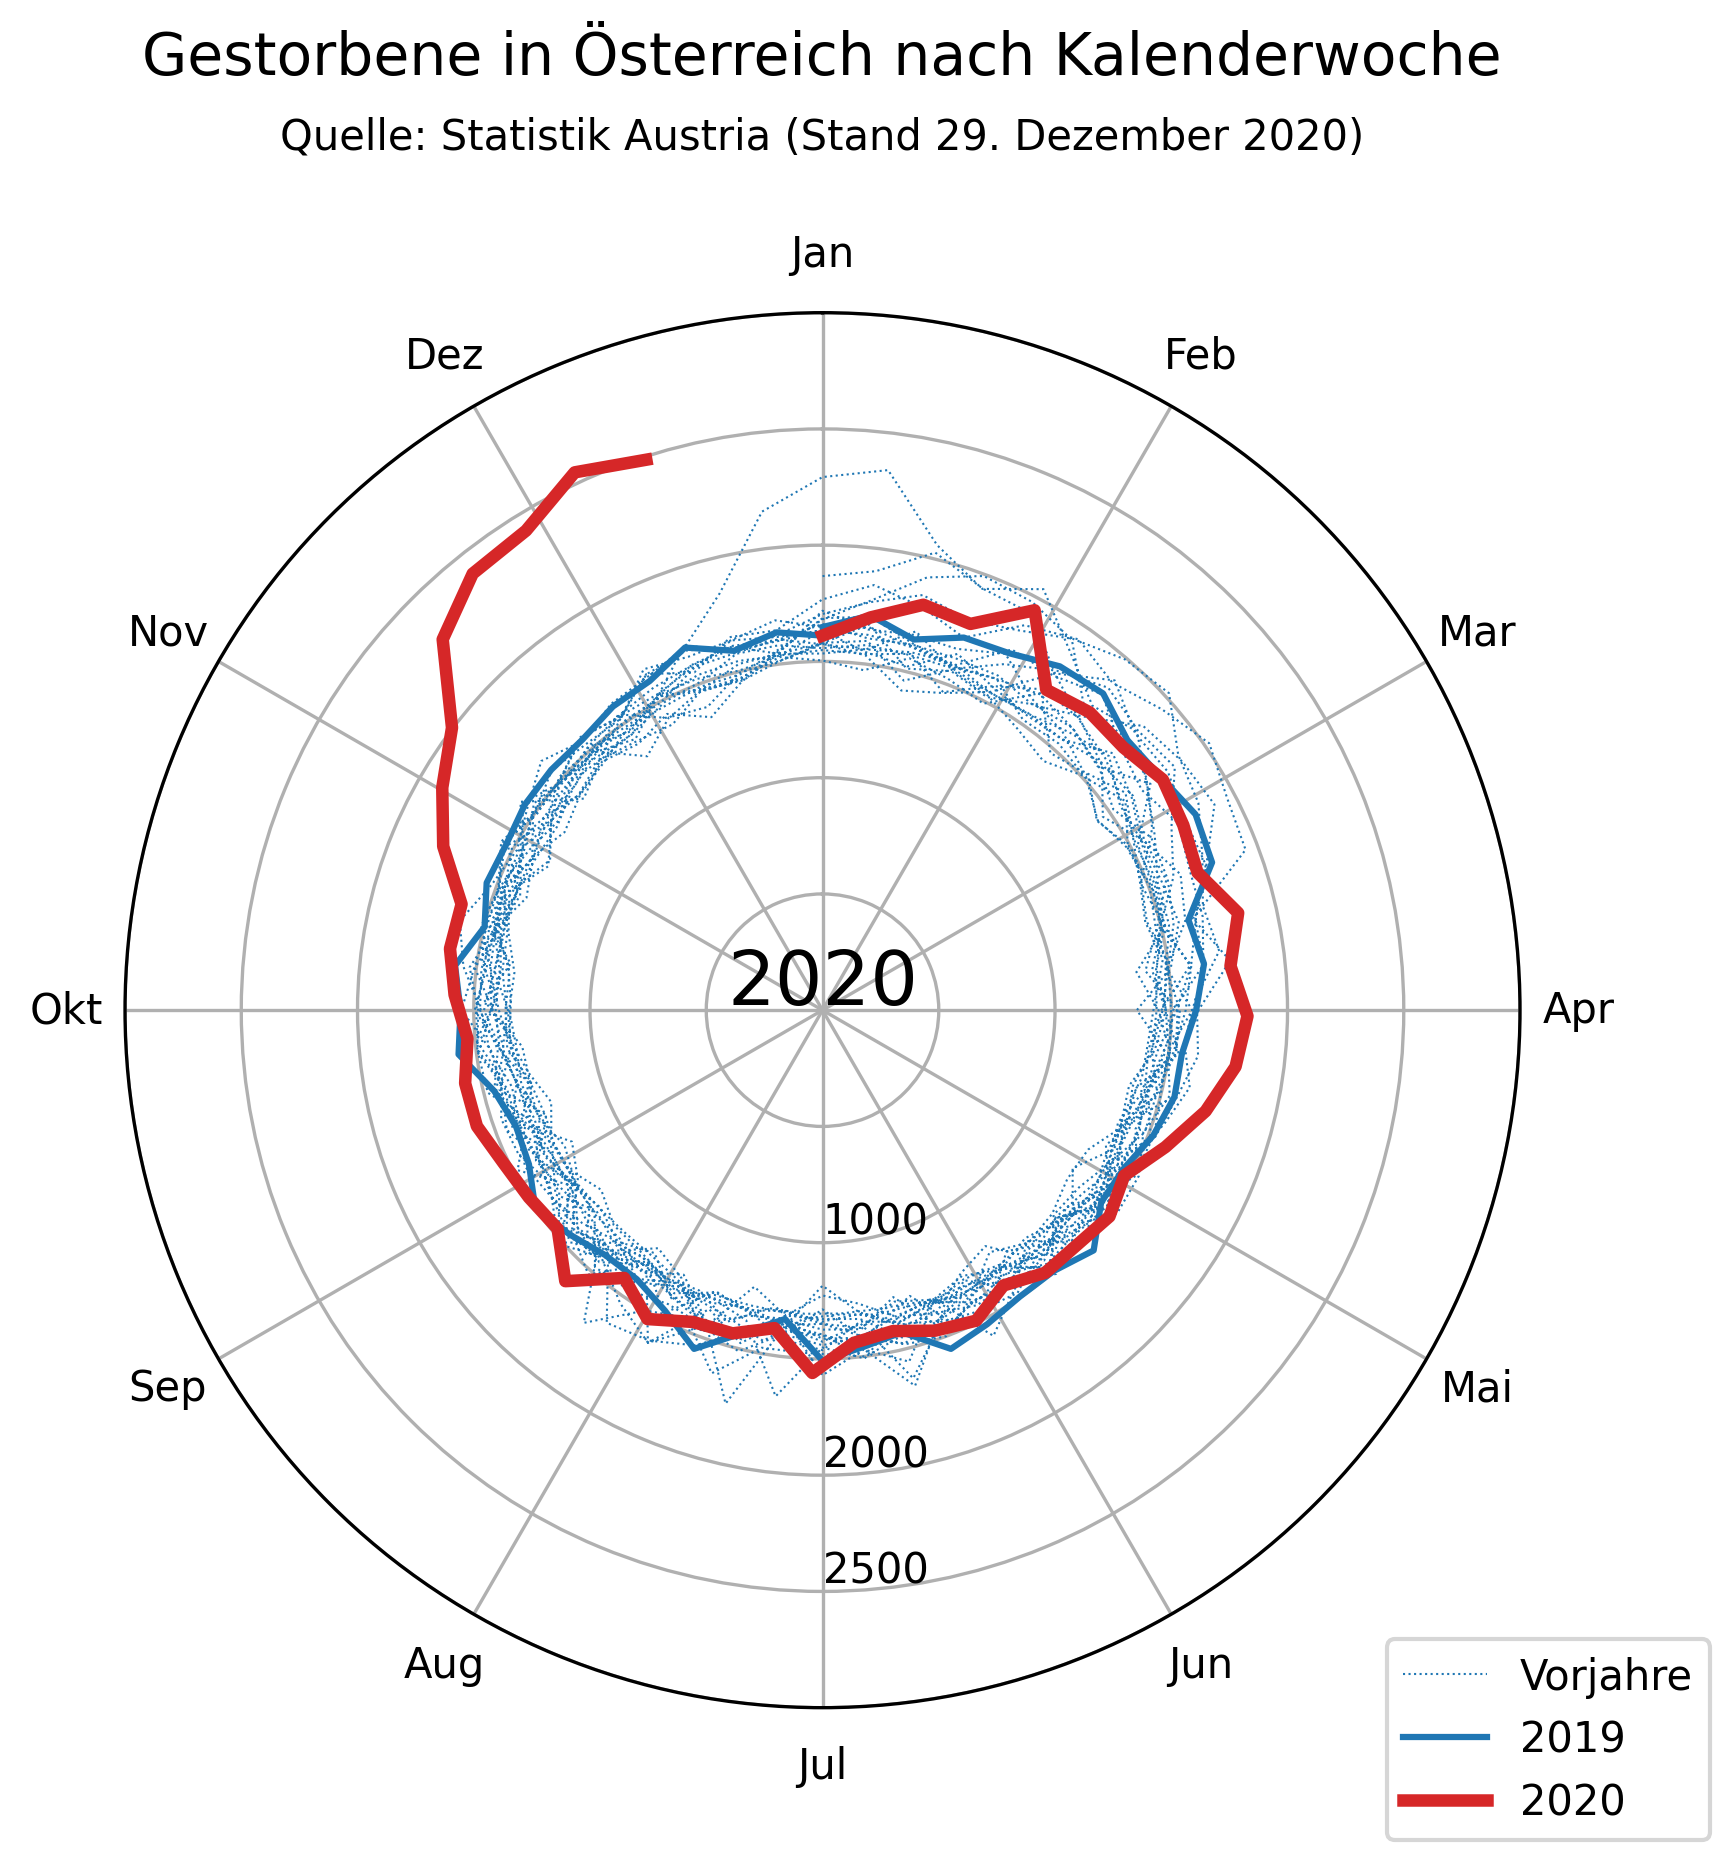 Gestorbene in Österreich nach Kalenderwoche
Quelle: Statistik Austria (Stand 29. Dezember 2020)
Jan
Dez
Feb
Nov
Mar
2020
Okt
Apr
1000
Sep
Mai
2000
2500
Aug
Jun
Jul
Vorjahre
2019
2020